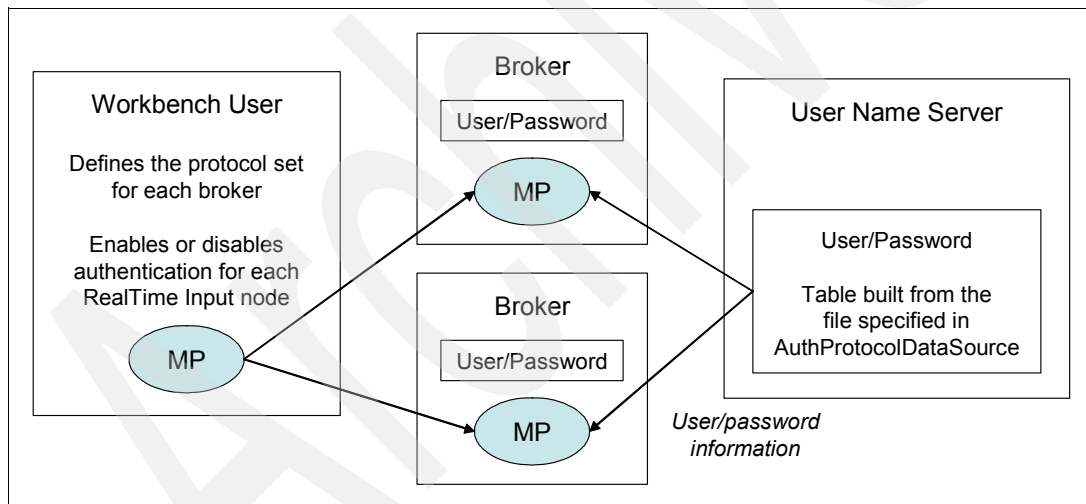 Workbench User
Defines the protocol set
for each broker
Enables or disables
authentication for each
RealTime Input node
MP
Broker
User/Password
MP
Broker
User/Password
MP
User Name Server
User/Password
Table built from the
file specified in
AuthProtocolDataSource
User/password
information